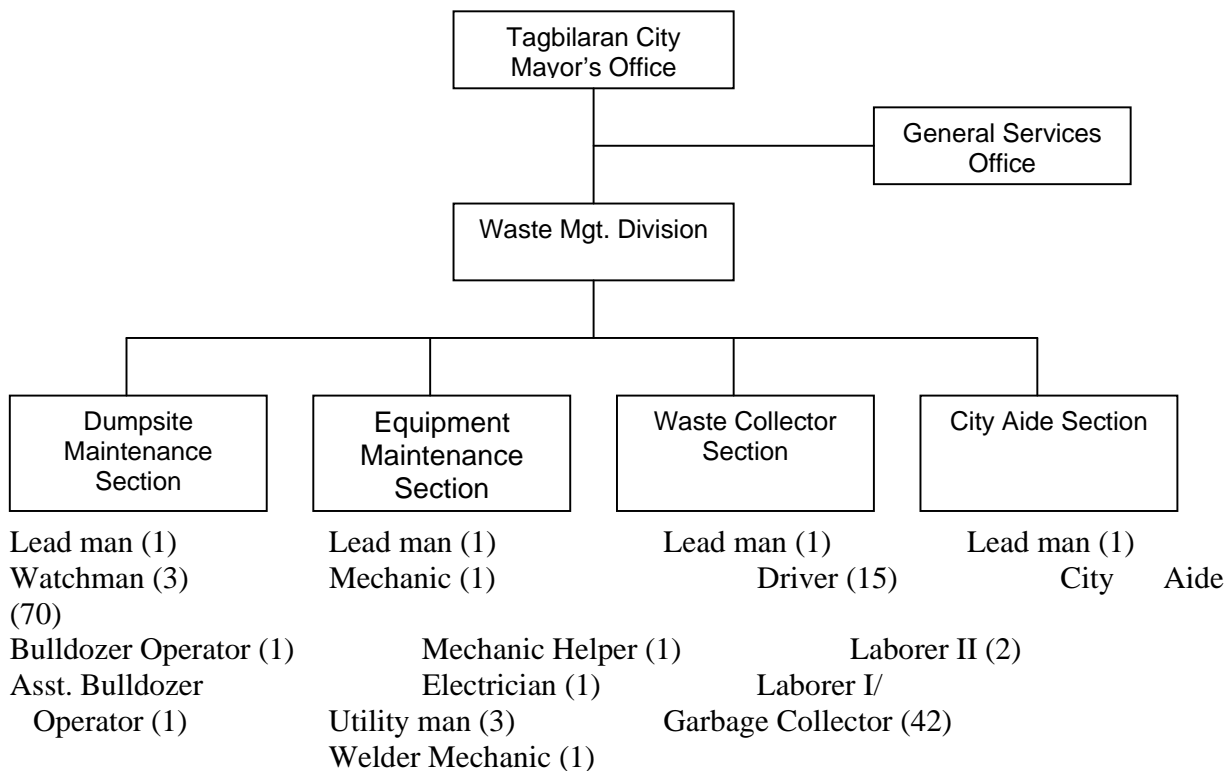 Tagbilaran City
Mayor's Office
General Services
Office
Waste Mgt. Division
Dumpsite
Maintenance
Section
Equipment
Maintenance
Section
Waste Collector
Section
City Aide Section
Lead man (1) Lead man (1) Lead man (1) Lead man (1)
Watchman (3) Mechanic (1) Driver (15) City Aide
(70)
Bulldozer Operator (1) Mechanic Helper (1) Laborer II (2)
Asst. Bulldozer Electrician (1) Laborer I/
Operator (1) Utility man (3) Garbage Collector (42)
Welder Mechanic (1)